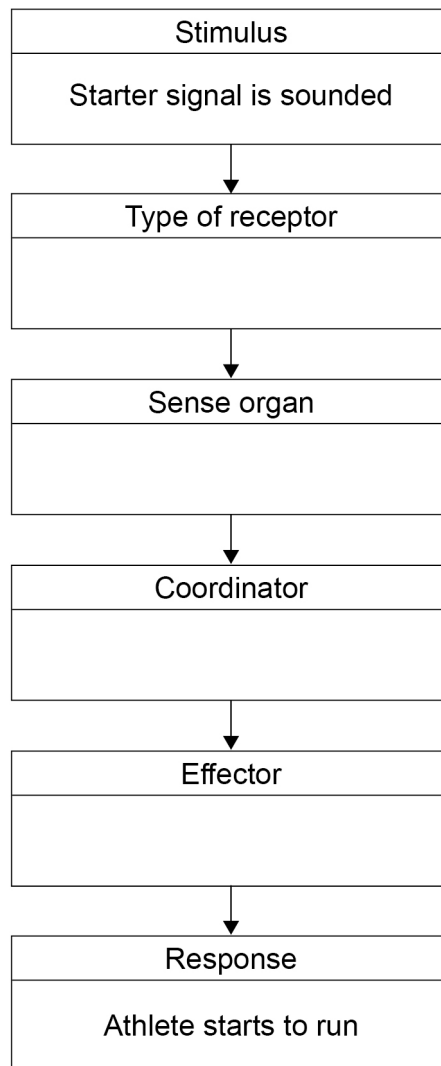 Stimulus
Starter signal is sounded
Type of receptor
Sense organ
Coordinator
Effector
Response
Athlete starts to run